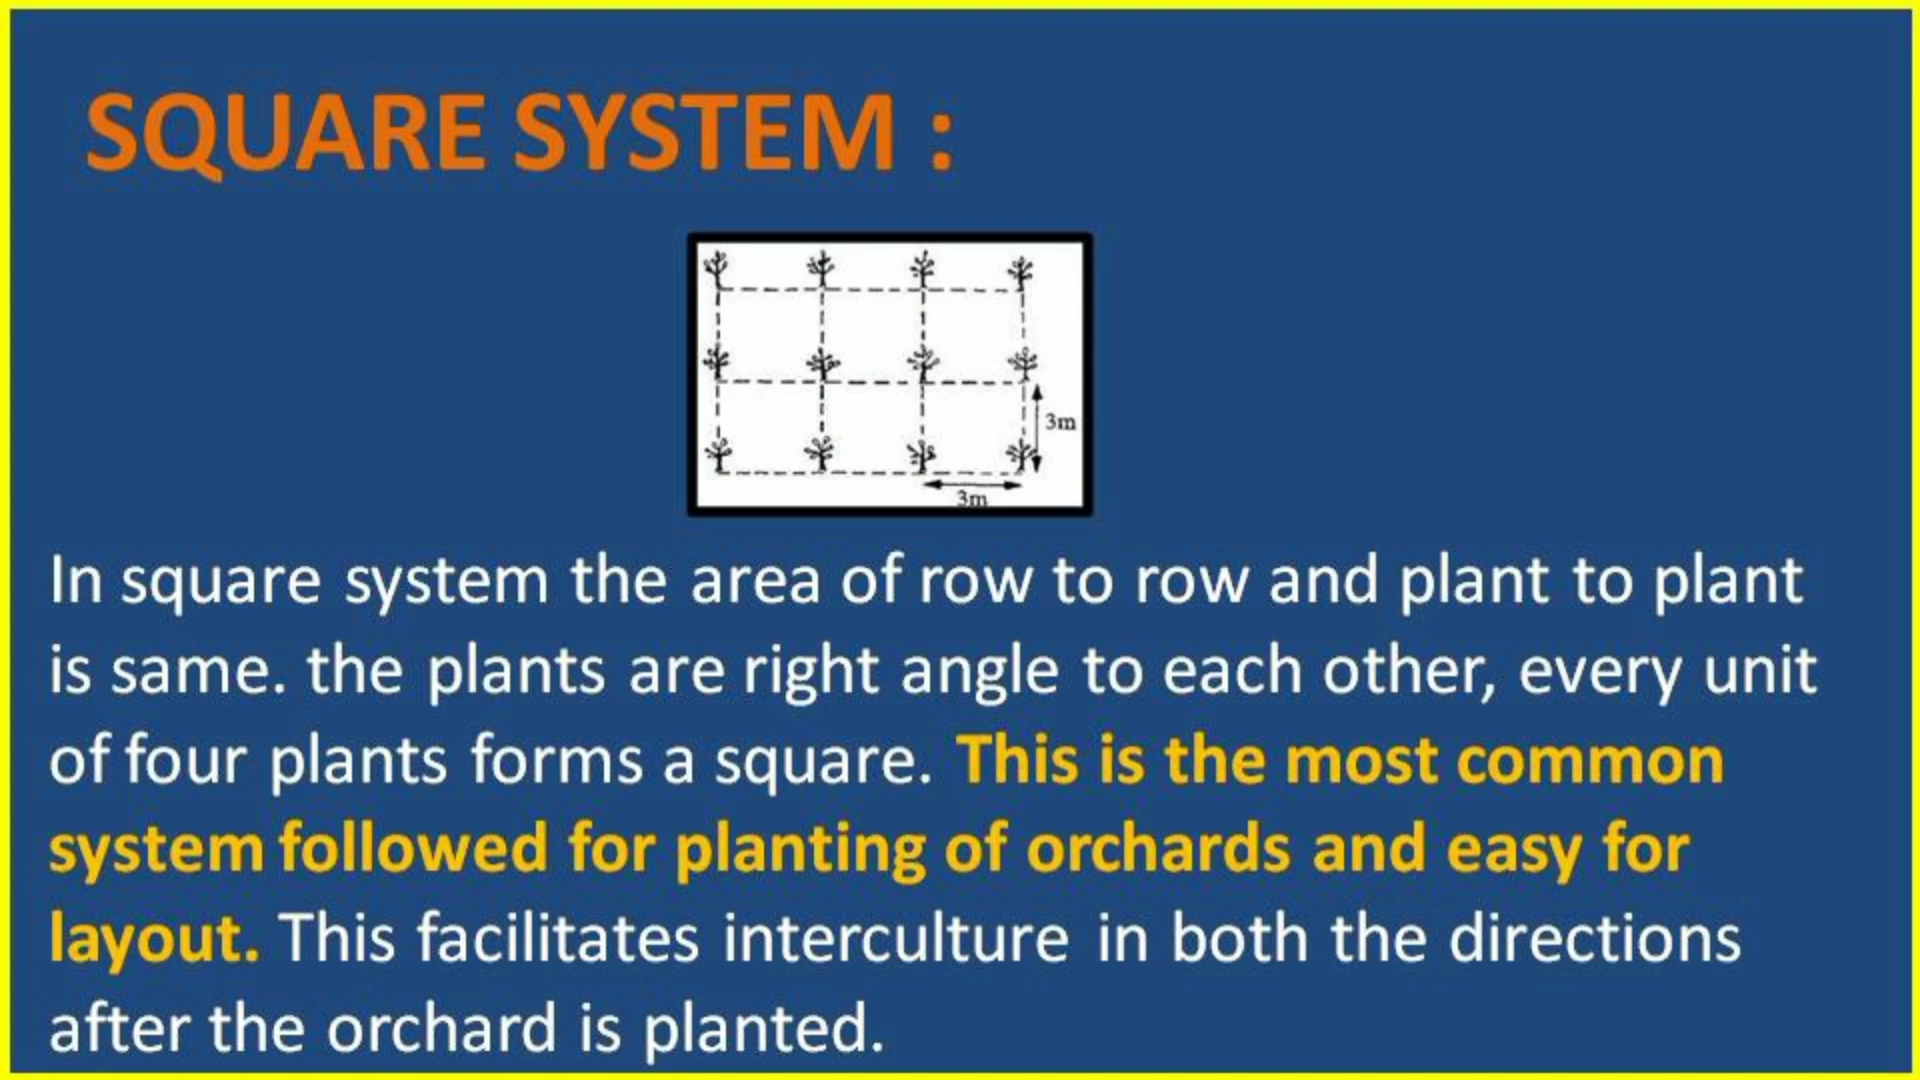 SQUARE SYSTEM :
3m
3m
In square system the area of row to row and plant to plant
is same. the plants are right angle to each other, every unit
of four plants forms a square. This is the most common
system followed for planting of orchards and easy for
layout. This facilitates interculture in both the directions
after the orchard is planted.